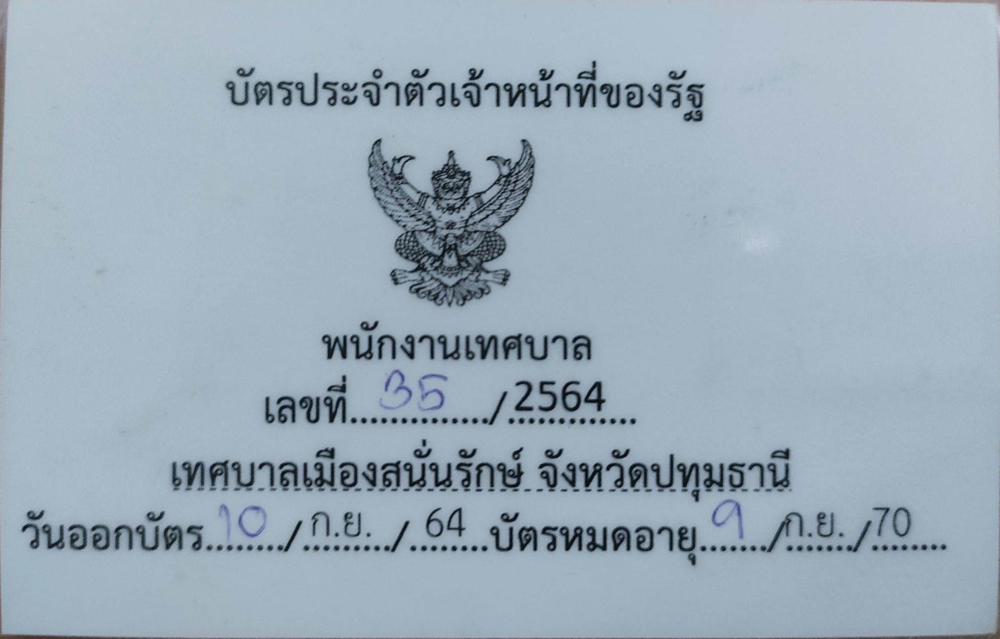 บัตรประจำตัวเจ้าหน้าที่ของรัฐ
พนักงานเทศบาล
เลขที่ 35 / 2564
เทศบาลเมืองสนั่นรักษ์ จังหวัดปทุมธานี
วันออกบัตร 10 / ก.ย. / 64 บัตรหมดอายุ 9 / ก.ย. / 70